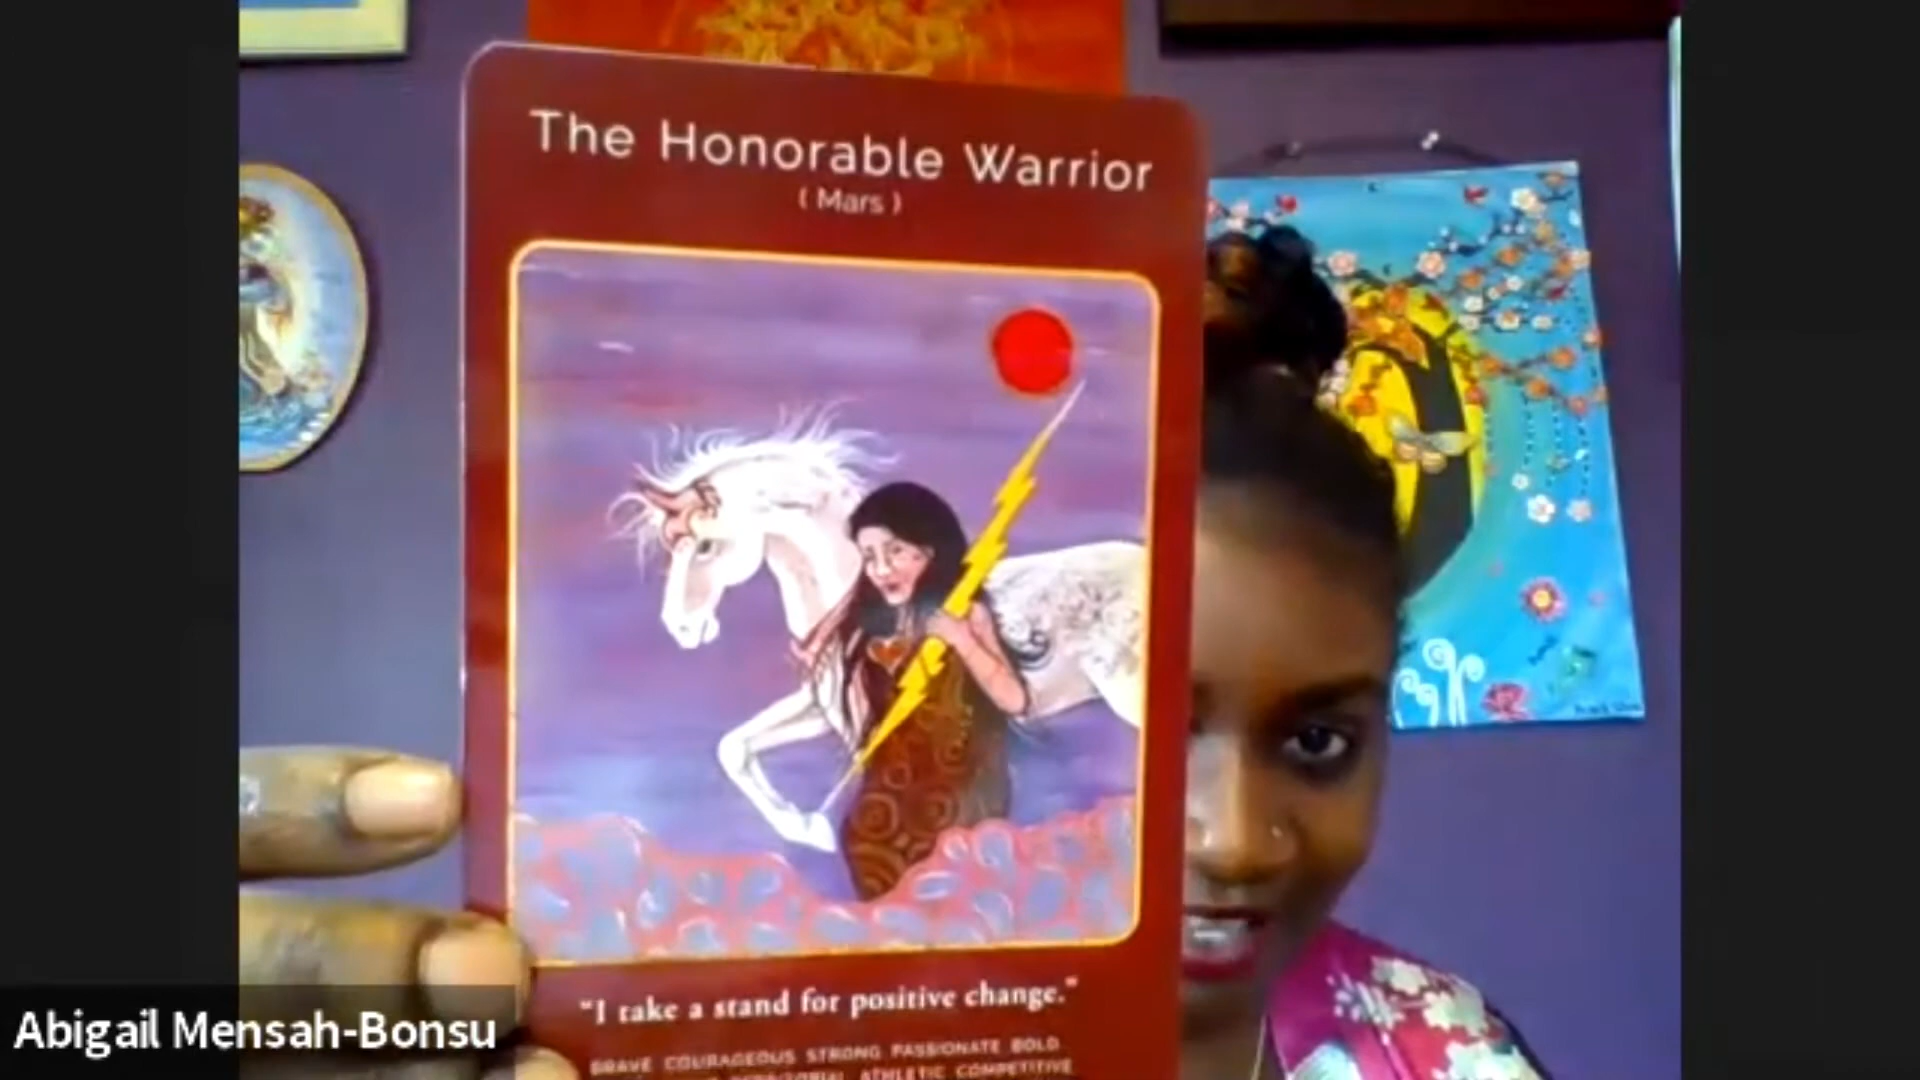 The Honorable Warrior
( Mars )
"I take a stand for positive change."
BRAVE COURAGEOUS STRONG PASSIONATE BOLD
TERRITORIAL ATHLETIC COMPETITIVE
Abigail Mensah-Bonsu